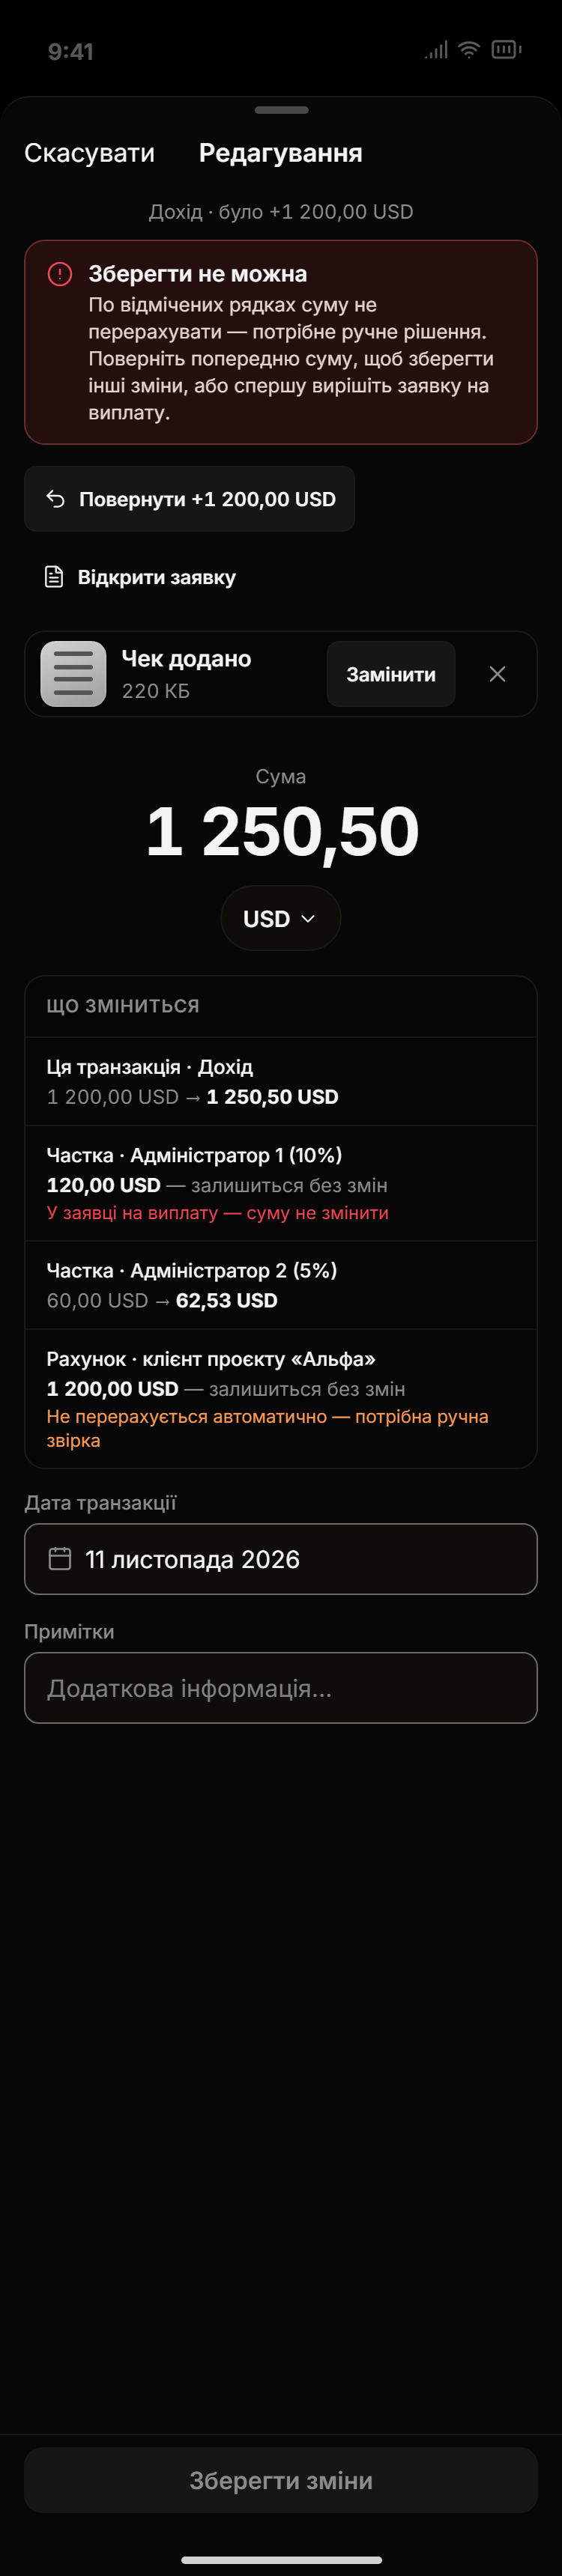 9:41
Скасувати Редагування
Дохід · було +1 200,00 USD
Зберегти не можна
По відмічених рядках суму не
перерахувати — потрібне ручне рішення.
Поверніть попередню суму, щоб зберегти
інші зміни, або спершу вирішіть заявку на
виплату.
Повернути +1 200,00 USD
Відкрити заявку
Чек додано
220 КБ
Замінити
Сума
1 250,50
USD
ЩО ЗМІНИТЬСЯ
Ця транзакція · Дохід
1 200,00 USD → 1 250,50 USD
Частка · Адміністратор 1 (10%)
120,00 USD — залишиться без змін
У заявці на виплату — суму не змінити
Частка · Адміністратор 2 (5%)
60,00 USD → 62,53 USD
Рахунок · клієнт проєкту «Альфа»
1 200,00 USD — залишиться без змін
Не перерахується автоматично — потрібна ручна
звірка
Дата транзакції
11 листопада 2026
Примітки
Додаткова інформація...
Зберегти зміни